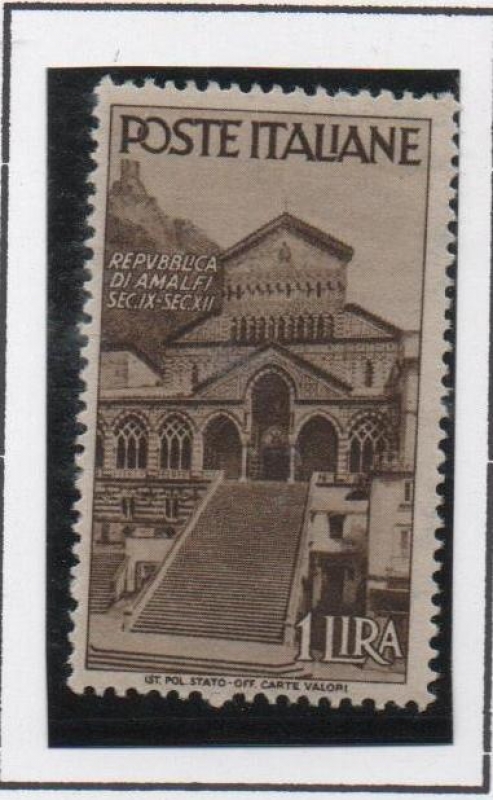 POSTE ITALIANE
REPVBBLICA
DI AMALFI
SEC.IX-SEC.XII
1 LIRA
IST. POL. STATO-OFF. CARTE VALORI